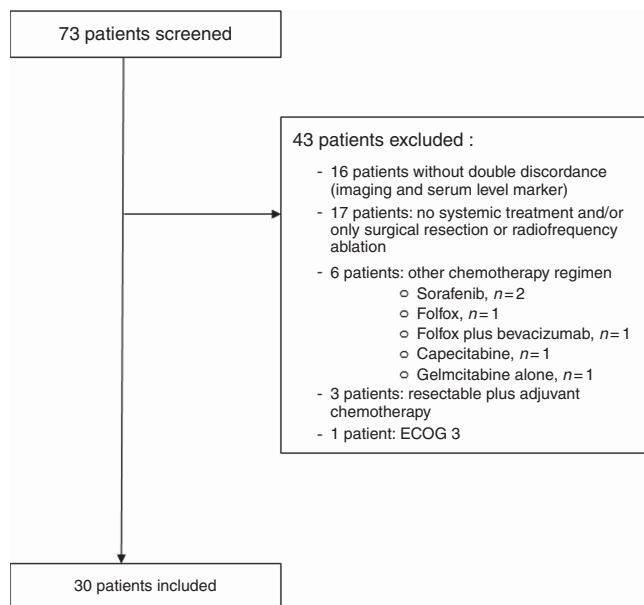 73 patients screened
43 patients excluded :
- 16 patients without double discordance
(imaging and serum level marker)
- 17 patients: no systemic treatment and/or
only surgical resection or radiofrequency
ablation
- 6 patients: other chemotherapy regimen
Sorafenib, n=2
Folfox, n=1
Folfox plus bevacizumab, n=1
Capecitabine, n=1
Gelmcitabine alone, n=1
- 3 patients: resectable plus adjuvant
chemotherapy
- 1 patient: ECOG 3
30 patients included